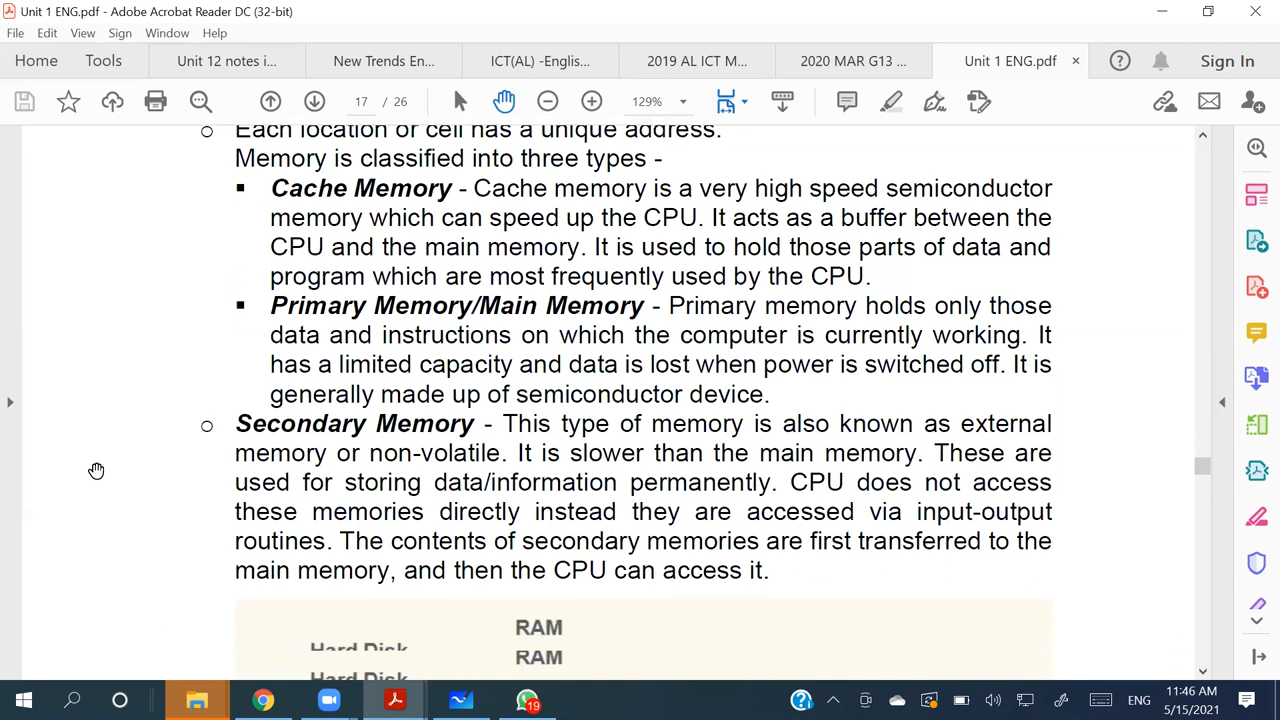 Unit 1 ENG.pdf - Adobe Acrobat Reader DC (32-bit)
File Edit View Sign Window Help
Home Tools Unit 12 notes i... New Trends En... ICT(AL) -Englis... 2019 AL ICT M... 2020 MAR G13 ... Unit 1 ENG.pdf × Sign In
17 / 26 129%
o Each location or cell has a unique address.
Memory is classified into three types -
▪ Cache Memory - Cache memory is a very high speed semiconductor
memory which can speed up the CPU. It acts as a buffer between the
CPU and the main memory. It is used to hold those parts of data and
program which are most frequently used by the CPU.
▪ Primary Memory/Main Memory - Primary memory holds only those
data and instructions on which the computer is currently working. It
has a limited capacity and data is lost when power is switched off. It is
generally made up of semiconductor device.
o Secondary Memory - This type of memory is also known as external
memory or non-volatile. It is slower than the main memory. These are
used for storing data/information permanently. CPU does not access
these memories directly instead they are accessed via input-output
routines. The contents of secondary memories are first transferred to the
main memory, and then the CPU can access it.
RAM
Hard Disk
RAM
Hard Disk
19
ENG
11:46 AM
5/15/2021